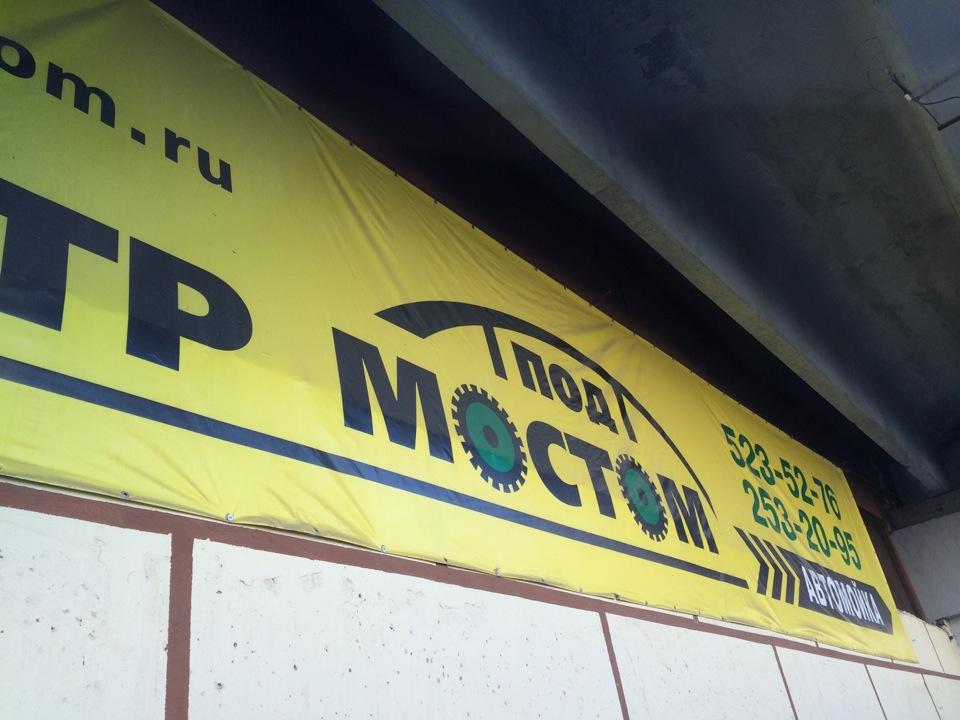 om.ru
ТР
ПОД
МОСТОМ
523-52-76
253-20-95
АВТОМОЙКА